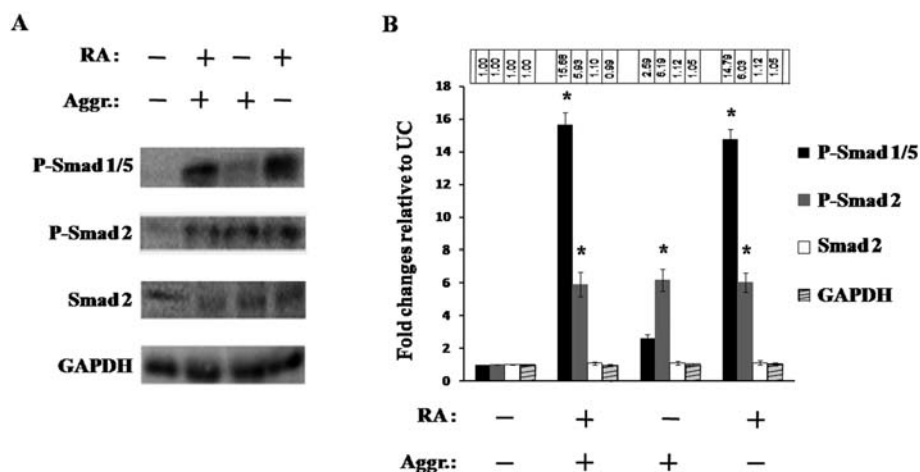 A
RA : − + − +
Aggr.: − + + −
P-Smad 1/5
P-Smad 2
Smad 2
GAPDH
B
1.00 1.00 1.00 1.00 15.68 5.93 1.10 0.99 2.59 6.19 1.12 1.05 14.79 6.03 1.12 1.05
Fold changes relative to UC
18
16
14
12
10
8
6
4
2
0
* * * * *
P-Smad 1/5
P-Smad 2
Smad 2
GAPDH
RA : − + − +
Aggr.: − + + −